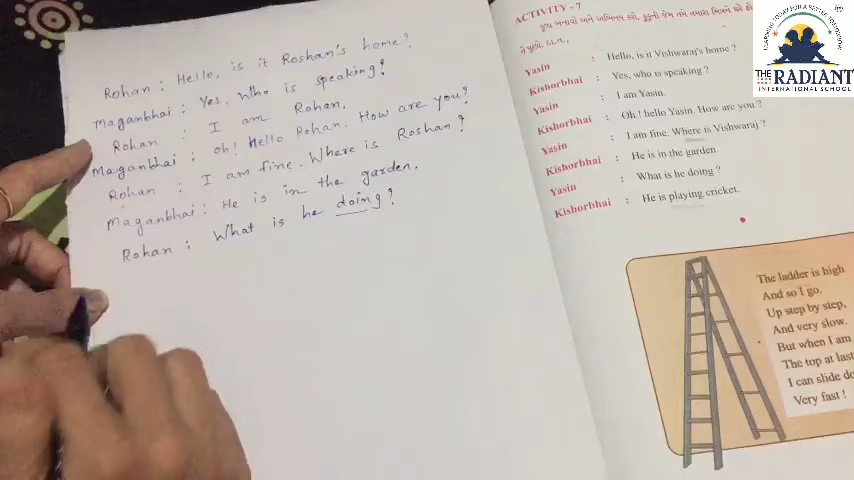 Rohan : Hello, is it Roshan's home?
Maganbhai : Yes, Who is speaking?
Rohan : I am Rohan.
Maganbhai : Oh! Hello Rohan. How are you?
Rohan : I am fine. Where is Roshan?
Maganbhai : He is in the garden.
Rohan : What is he doing?
ACTIVITY - 7
Yasin : Hello, is it Vishwaraj's home ?
Kishorbhai : Yes, who is speaking ?
Yasin : I am Yasin.
Kishorbhai : Oh ! hello Yasin. How are you ?
Yasin : I am fine. Where is Vishwaraj ?
Kishorbhai : He is in the garden.
Yasin : What is he doing ?
Kishorbhai : He is playing cricket.
The ladder is high
And so I go,
Up step by step,
And very slow.
But when I am
The top at last
I can slide do
Very fast !
THE RADIANT
INTERNATIONAL SCHOOL